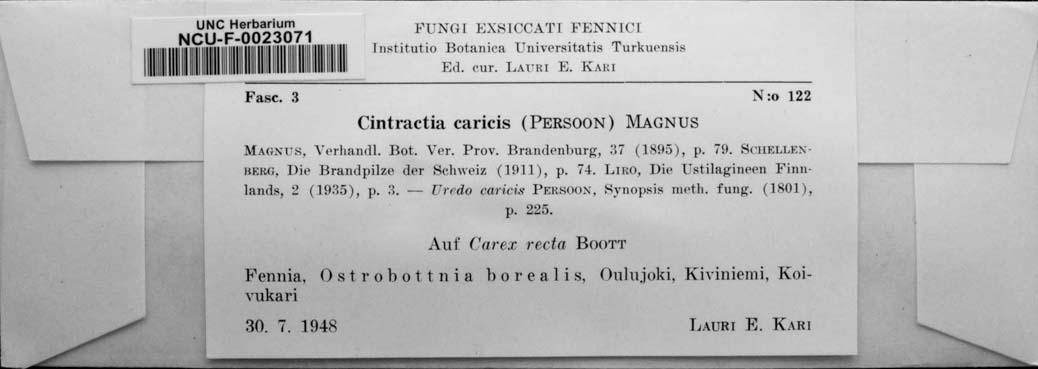 UNC Herbarium
NCU-F-0023071
FUNGI EXSICCATI FENNICI
Institutio Botanica Universitatis Turkuensis
Ed. cur. LAURI E. KARI
Fasc. 3 N:o 122
Cintractia caricis (PERSOON) MAGNUS
MAGNUS, Verhandl. Bot. Ver. Prov. Brandenburg, 37 (1895), p. 79. SCHELLEN-
BERG, Die Brandpilze der Schweiz (1911), p. 74. LIRO, Die Ustilagineen Finn-
lands, 2 (1935), p. 3. — Uredo caricis PERSOON, Synopsis meth. fung. (1801),
p. 225.
Auf Carex recta BOOTT
Fennia, Ostrobottnia borealis, Oulujoki, Kiviniemi, Koi-
vukari
30. 7. 1948 LAURI E. KARI